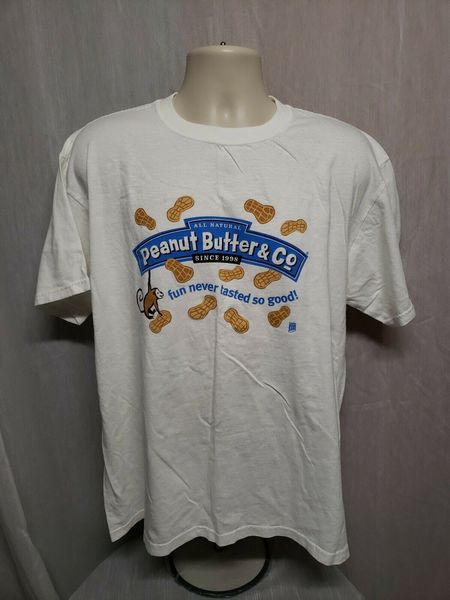 ALL NATURAL
Peanut Butter & Co
SINCE 1998
fun never tasted so good!